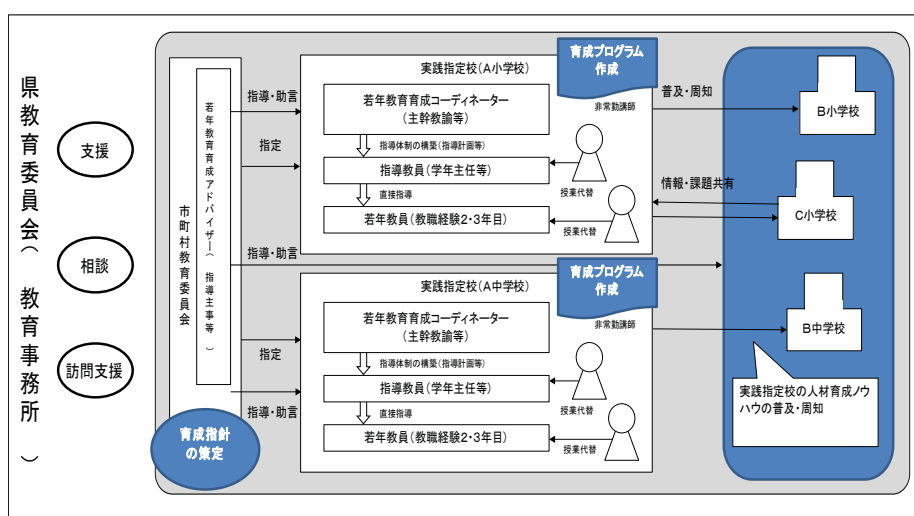 県教育委員会（ 教育事務所 ）
支援
相談
訪問支援
市町村教育委員会
若年教育育成アドバイザー（ 指導主事等 ）
育成指針
の策定
指導・助言
指定
指導・助言
指定
指導・助言
実践指定校（A小学校）
育成プログラム
作成
若年教育育成コーディネーター
（主幹教諭等）
非常勤講師
指導体制の構築（指導計画等）
指導教員（学年主任等）
授業代替
直接指導
若年教員（教職経験２・３年目）
授業代替
実践指定校（A中学校）
育成プログラム
作成
若年教育育成コーディネーター
（主幹教諭等）
非常勤講師
指導体制の構築（指導計画等）
指導教員（学年主任等）
授業代替
直接指導
若年教員（教職経験２・３年目）
授業代替
普及・周知
情報・課題共有
B小学校
C小学校
B中学校
実践指定校の人材育成ノウ
ハウの普及・周知